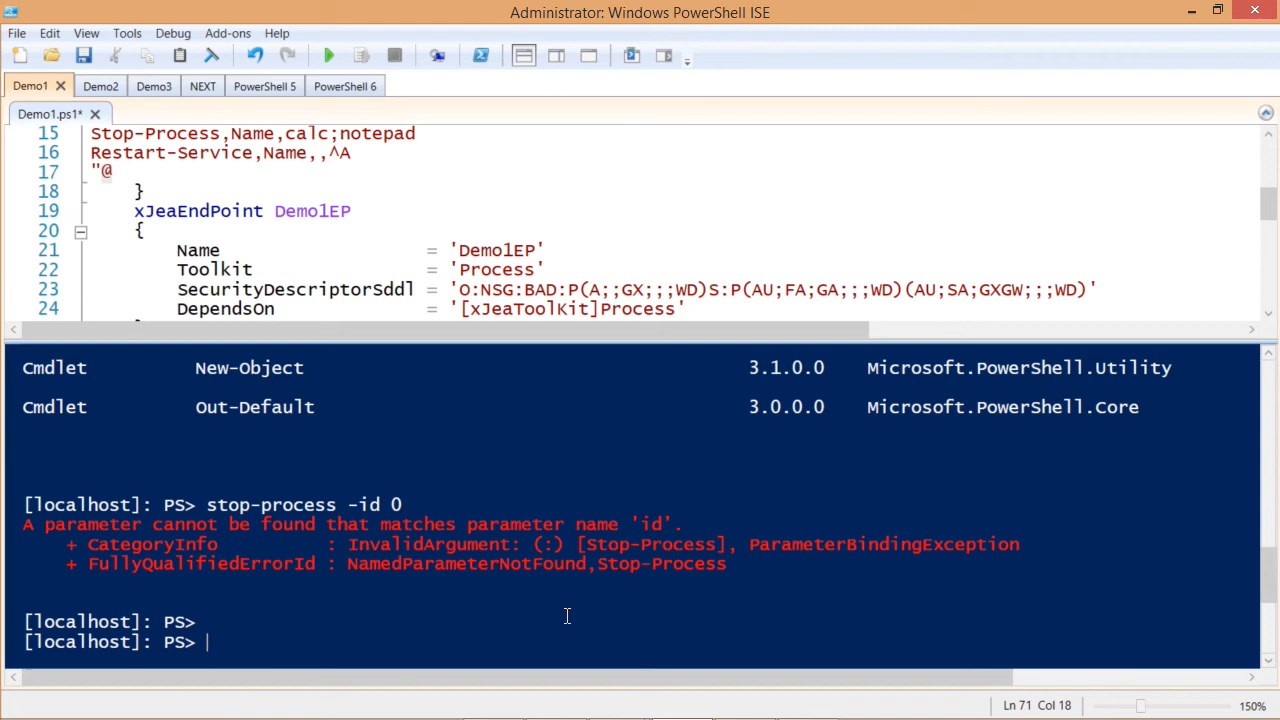 Administrator: Windows PowerShell ISE
File Edit View Tools Debug Add-ons Help
Demo1 Demo2 Demo3 NEXT PowerShell 5 PowerShell 6
Demo1.ps1*
15 Stop-Process,Name,calc;notepad
16 Restart-Service,Name,,^A
17 "@
18 }
19 xJeaEndPoint Demo1EP
20 {
21 Name = 'Demo1EP'
22 Toolkit = 'Process'
23 SecurityDescriptorSddl = 'O:NSG:BAD:P(A;;GX;;;WD)S:P(AU;FA;GA;;;WD)(AU;SA;GXGW;;;WD)'
24 DependsOn = '[xJeaToolKit]Process'
Cmdlet New-Object 3.1.0.0 Microsoft.PowerShell.Utility
Cmdlet Out-Default 3.0.0.0 Microsoft.PowerShell.Core
[localhost]: PS> stop-process -id 0
A parameter cannot be found that matches parameter name 'id'.
+ CategoryInfo : InvalidArgument: (:) [Stop-Process], ParameterBindingException
+ FullyQualifiedErrorId : NamedParameterNotFound,Stop-Process
[localhost]: PS>
[localhost]: PS>
Ln 71 Col 18 150%